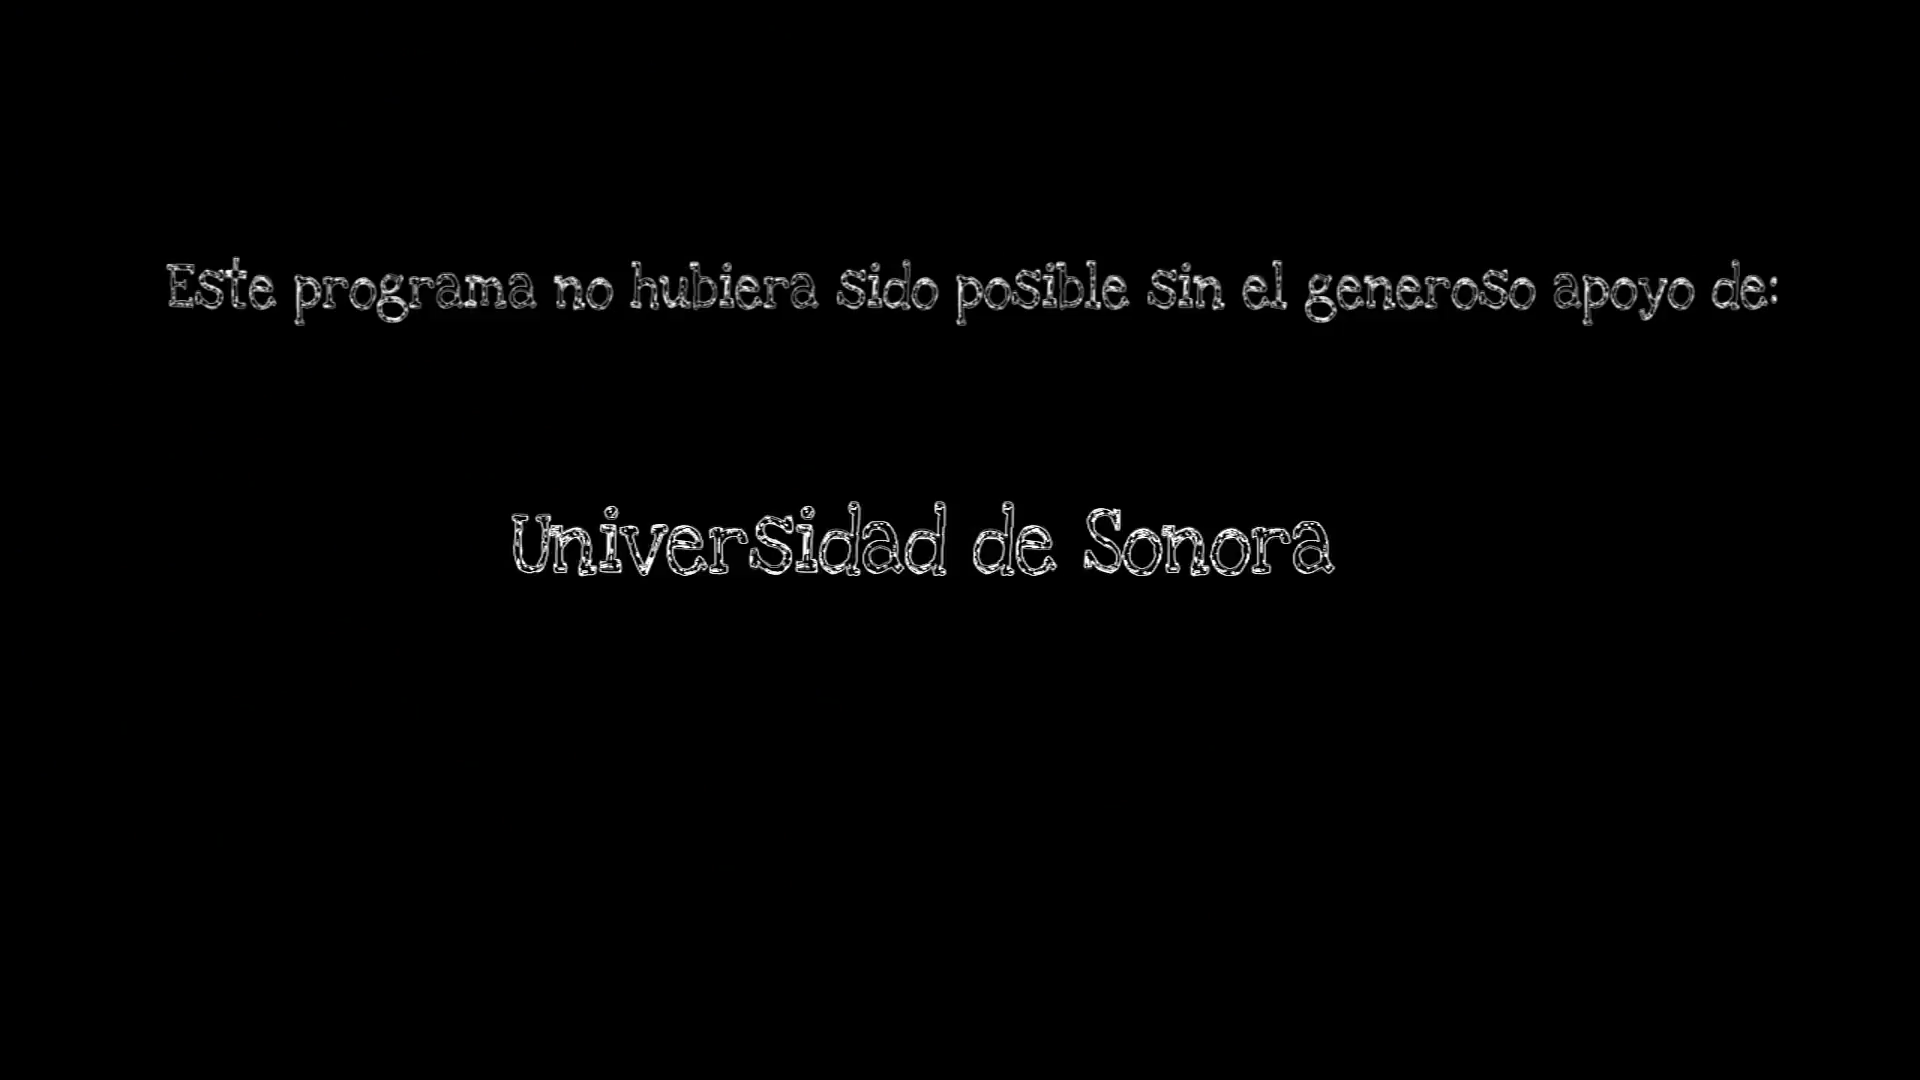 Este programa no hubiera sido posible sin el generoso apoyo de:
Universidad de Sonora